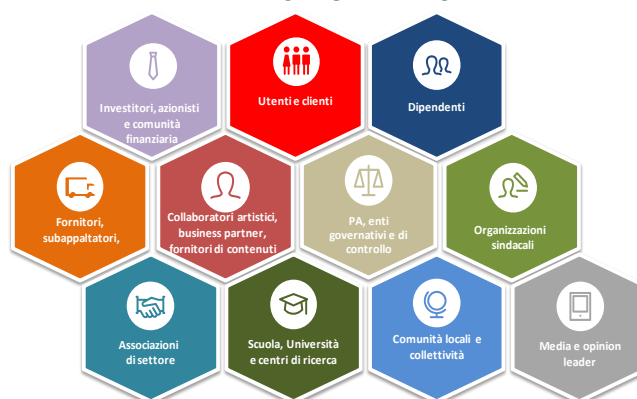 Investitori, azionisti
e comunità
finanziaria
Utenti e clienti
Dipendenti
Fornitori,
subappaltatori,
Collaboratori artistici,
business partner,
fornitori di contenuti
PA, enti
governativi e di
controllo
Organizzazioni
sindacali
Associazioni
di settore
Scuola, Università
e centri di ricerca
Comunità locali e
collettività
Media e opinion
leader